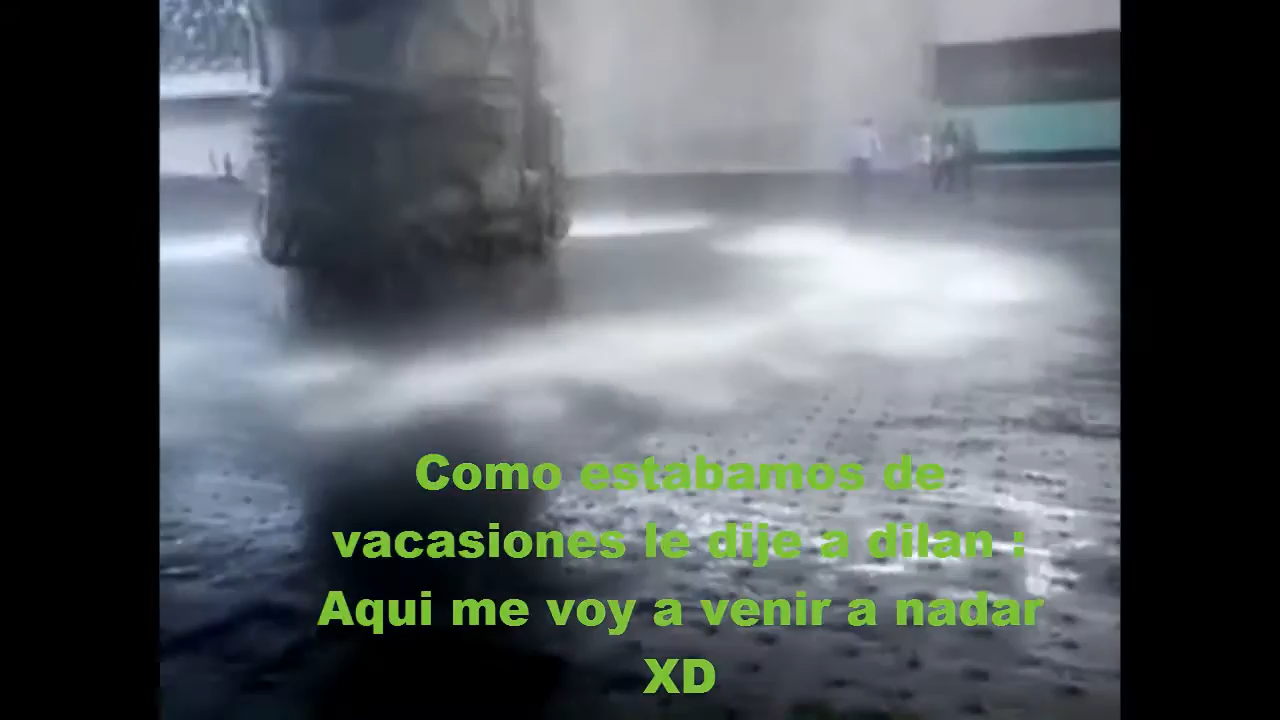 Como estabamos de
vacasiones le dije a dilan :
Aqui me voy a venir a nadar
XD